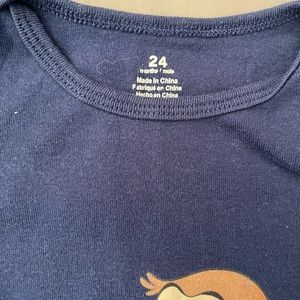 24
months / mois
Made in China
Fabriqué en Chine
Hecho en China